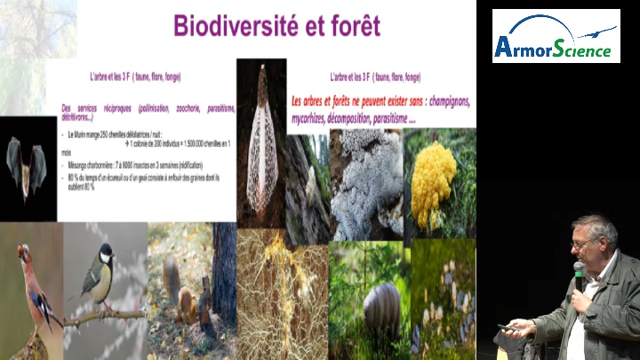 Biodiversité et forêt
ArmorScience
L'arbre et les 3 F ( faune, flore, fonge)
Des services réciproques (pollinisation, zoochorie, parasitisme,
détritivores...)
- Le Murin mange 250 chenilles défoliatrices / nuit :
→ 1 colonie de 200 individus = 1.500.000 chenilles en 1
mois
- Mésange charbonnière : 7 à 8000 insectes en 3 semaines (nidification)
- 80 % du temps d'un écureuil ou d'un geai consiste à enfouir des graines dont ils
oublient 80 %
L'arbre et les 3 F ( faune, flore, fonge)
Les arbres et forêts ne peuvent exister sans : champignons,
mycorhizes, décomposition, parasitisme ....